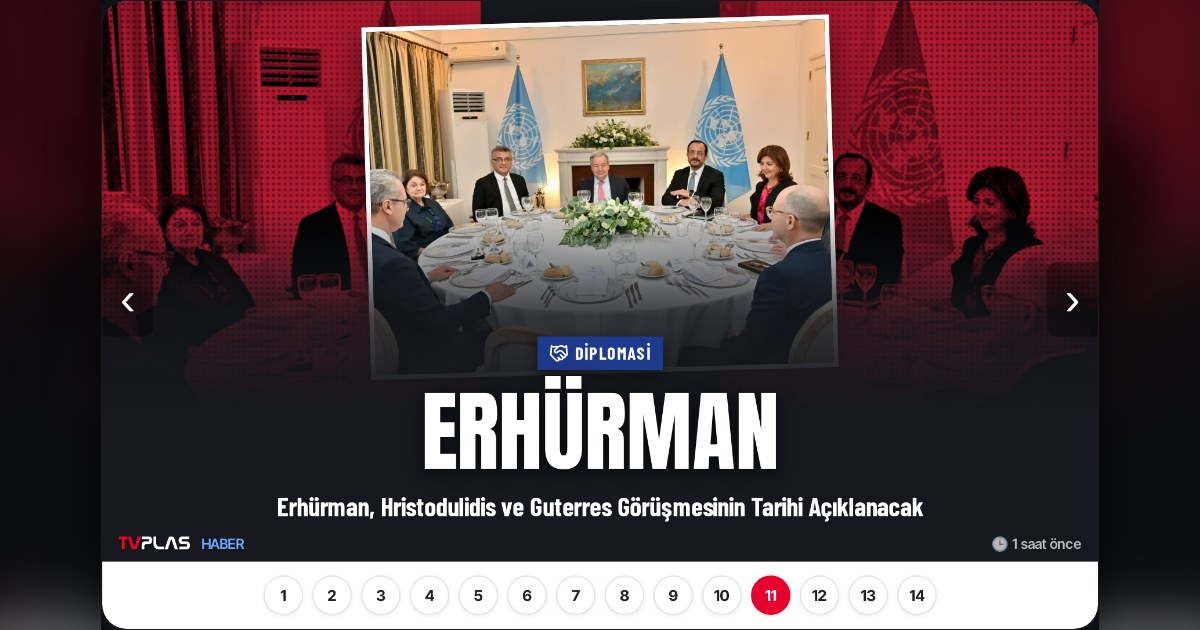 DİPLOMASİ
ERHÜRMAN
Erhürman, Hristodulidis ve Guterres Görüşmesinin Tarihi Açıklanacak
TVPLAS HABER
1 saat önce
1 2 3 4 5 6 7 8 9 10 11 12 13 14